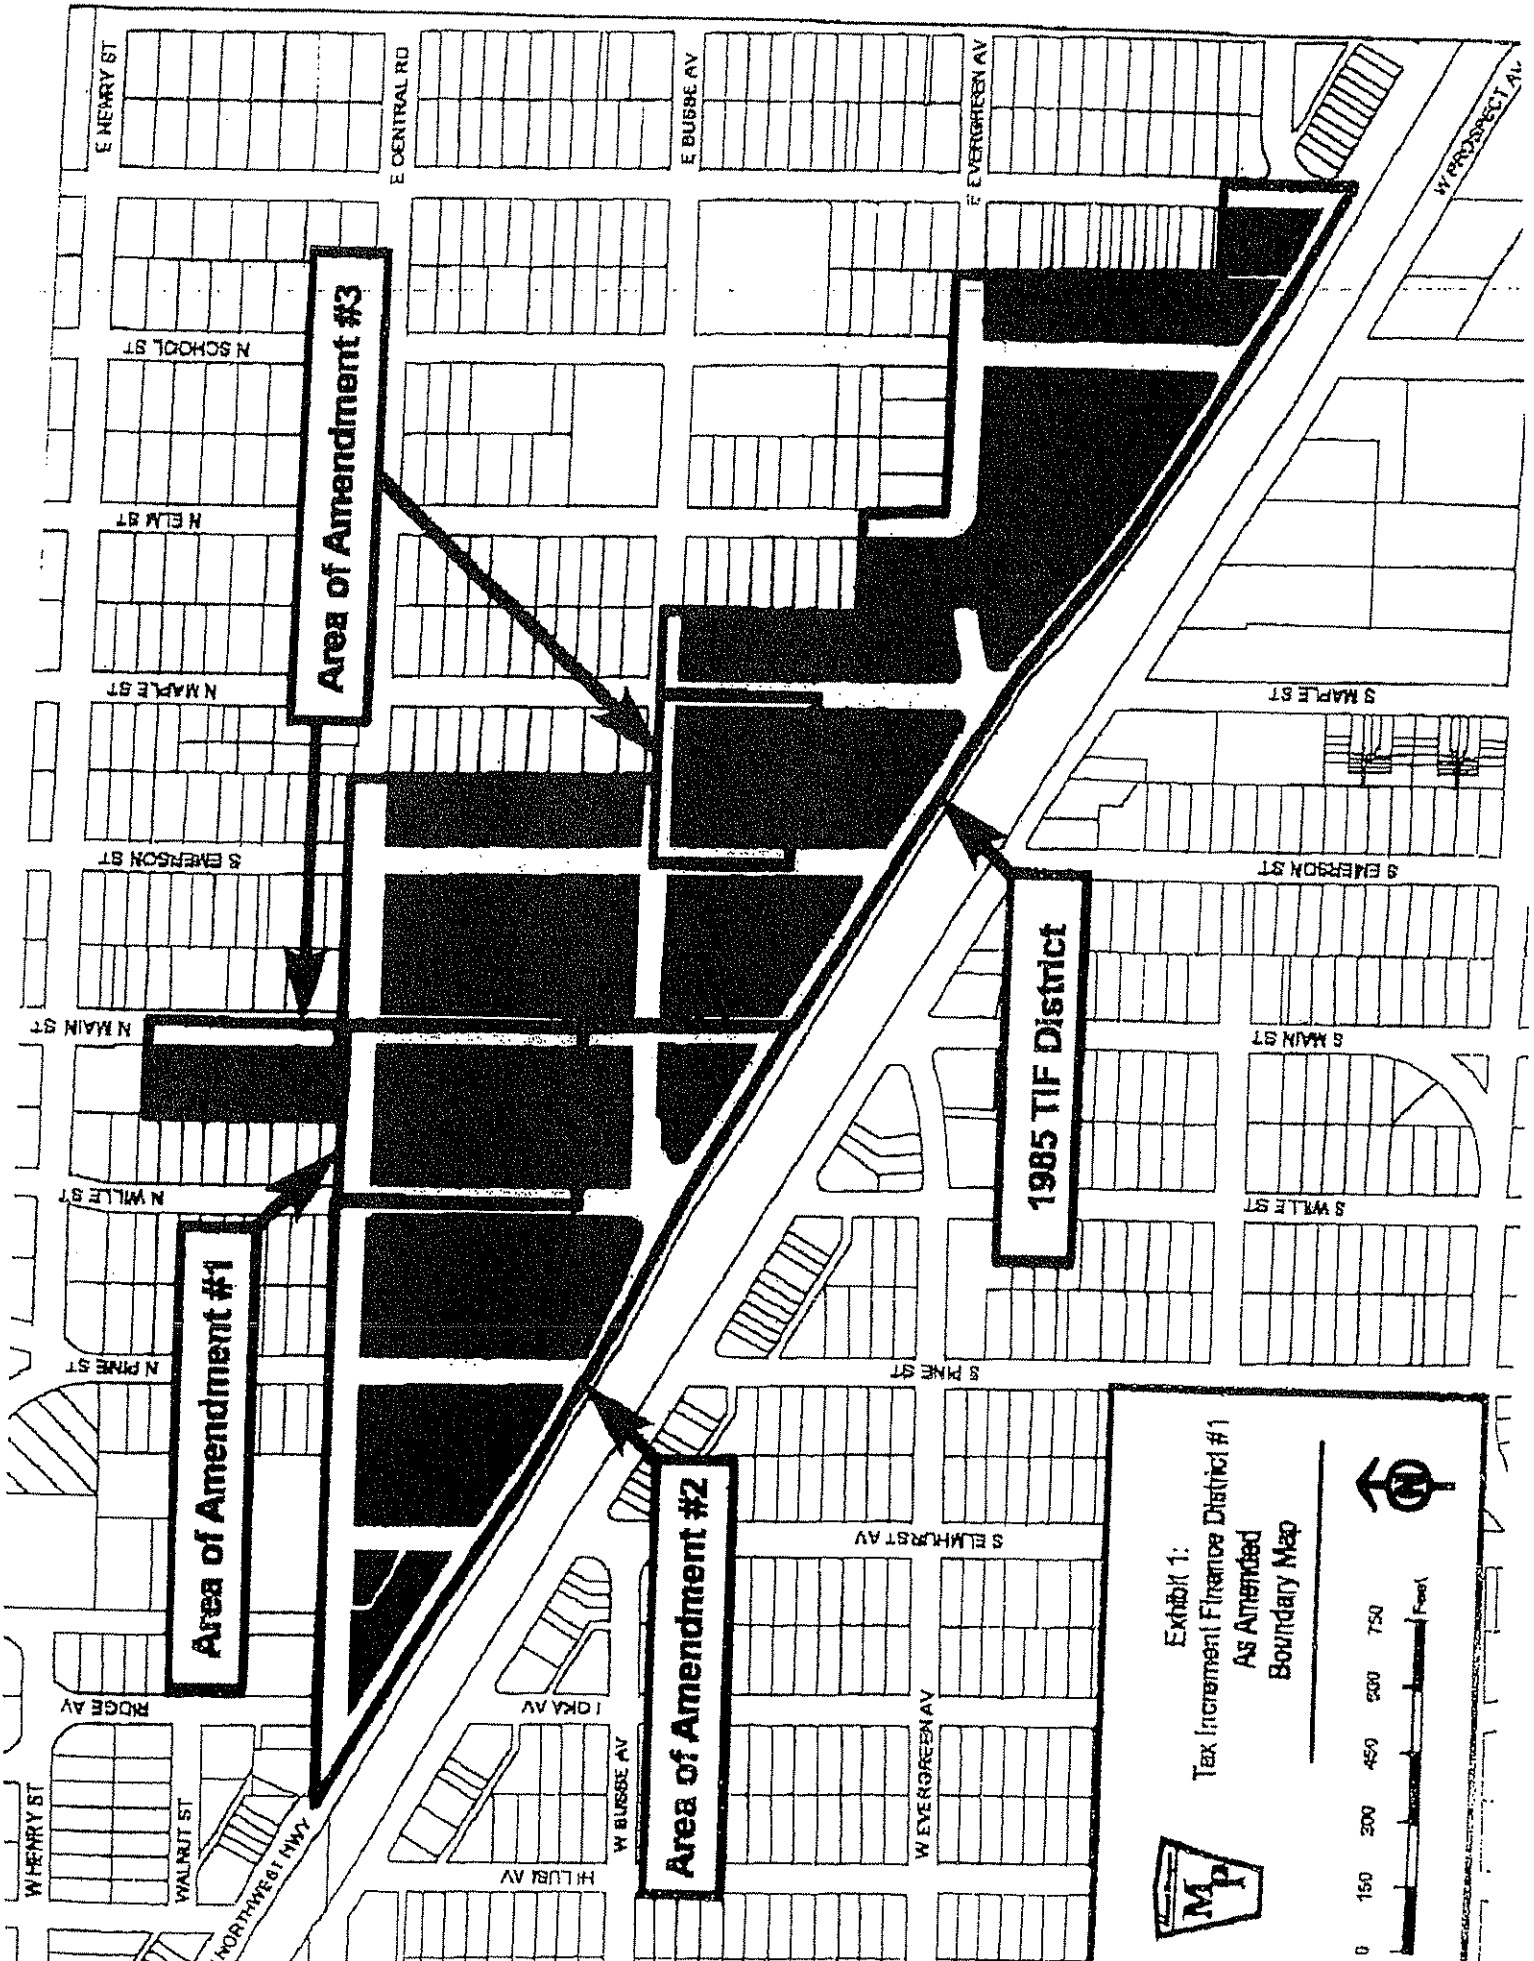 E HENRY ST
E CENTRAL RD
E BUSSE AV
E EVERGREEN AV
W PROSPECT AV
N SCHOOL ST
N ELM ST
N MAPLE ST
S EMERSON ST
N MAIN ST
N WILLE ST
N PINE ST
RIDGE AV
W HENRY ST
WALNUT ST
NORTHWEST HWY
S MAPLE ST
S EMERSON ST
S MAIN ST
S WILLE ST
S PINE ST
S ELMHURST AV
I OKA AV
HI LUSI AV
W BUSSE AV
W EVERGREEN AV
Area of Amendment #3
Area of Amendment #1
Area of Amendment #2
1985 TIF District
Exhibit 1:
Tax Increment Finance District #1
As Amended
Boundary Map
N
0 150 300 450 600 750
Feet
Mount Prospect
MP